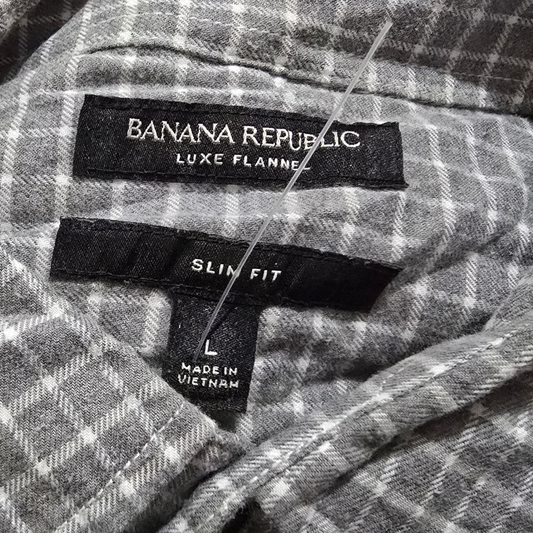 BANANA REPUBLIC
LUXE FLANNEL
SLIM FIT
L
MADE IN
VIETNAM